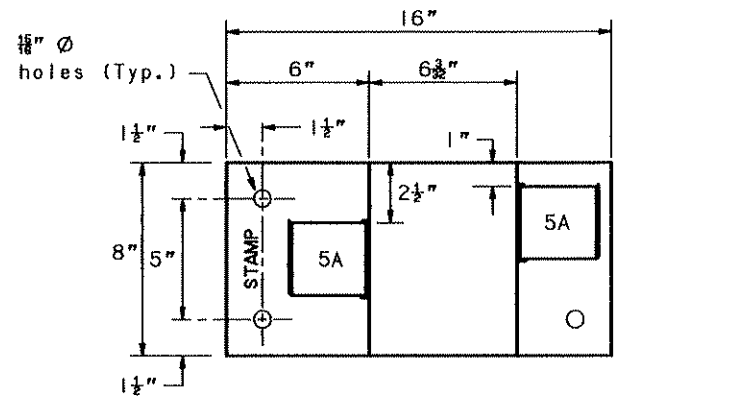 16"
15/16" Ø
holes (Typ.)
6"
6 3/32"
1 1/2"
1 1/2"
1"
2 1/2"
8"
5"
STAMP
5A
5A
1 1/2"